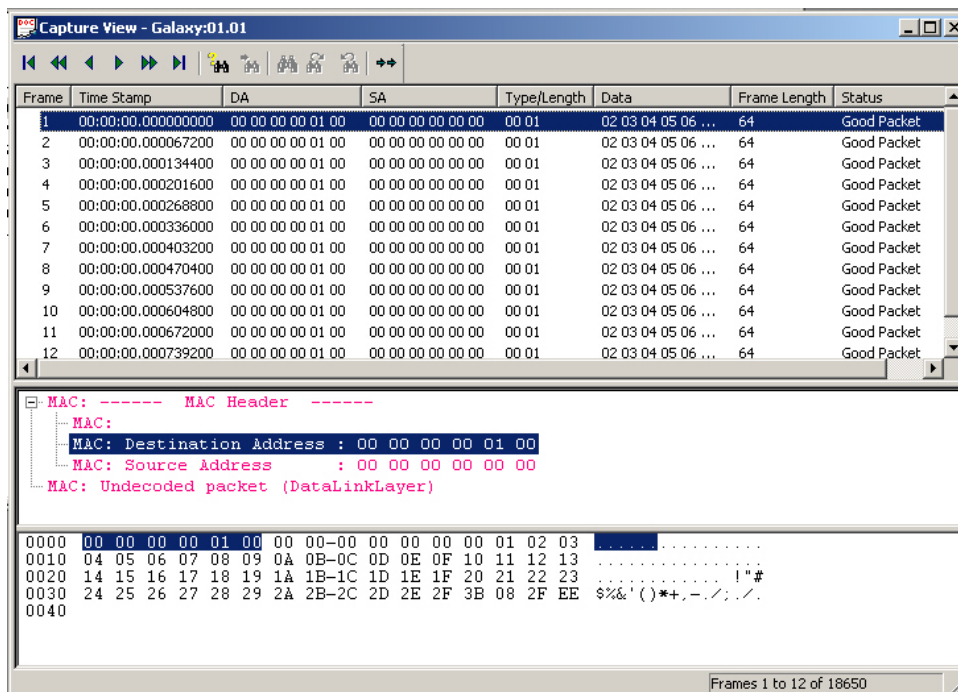 Capture View - Galaxy:01.01
Frame Time Stamp DA SA Type/Length Data Frame Length Status
1 00:00:00.000000000 00 00 00 00 01 00 00 00 00 00 00 00 00 01 02 03 04 05 06 ... 64 Good Packet
2 00:00:00.000067200 00 00 00 00 01 00 00 00 00 00 00 00 00 01 02 03 04 05 06 ... 64 Good Packet
3 00:00:00.000134400 00 00 00 00 01 00 00 00 00 00 00 00 00 01 02 03 04 05 06 ... 64 Good Packet
4 00:00:00.000201600 00 00 00 00 01 00 00 00 00 00 00 00 00 01 02 03 04 05 06 ... 64 Good Packet
5 00:00:00.000268800 00 00 00 00 01 00 00 00 00 00 00 00 00 01 02 03 04 05 06 ... 64 Good Packet
6 00:00:00.000336000 00 00 00 00 01 00 00 00 00 00 00 00 00 01 02 03 04 05 06 ... 64 Good Packet
7 00:00:00.000403200 00 00 00 00 01 00 00 00 00 00 00 00 00 01 02 03 04 05 06 ... 64 Good Packet
8 00:00:00.000470400 00 00 00 00 01 00 00 00 00 00 00 00 00 01 02 03 04 05 06 ... 64 Good Packet
9 00:00:00.000537600 00 00 00 00 01 00 00 00 00 00 00 00 00 01 02 03 04 05 06 ... 64 Good Packet
10 00:00:00.000604800 00 00 00 00 01 00 00 00 00 00 00 00 00 01 02 03 04 05 06 ... 64 Good Packet
11 00:00:00.000672000 00 00 00 00 01 00 00 00 00 00 00 00 00 01 02 03 04 05 06 ... 64 Good Packet
12 00:00:00.000739200 00 00 00 00 01 00 00 00 00 00 00 00 00 01 02 03 04 05 06 ... 64 Good Packet
MAC: ------ MAC Header ------
MAC:
MAC: Destination Address : 00 00 00 00 01 00
MAC: Source Address : 00 00 00 00 00 00
MAC: Undecoded packet (DataLinkLayer)
0000 00 00 00 00 01 00 00 00-00 00 00 00 00 01 02 03 ................
0010 04 05 06 07 08 09 0A 0B-0C 0D 0E 0F 10 11 12 13 ................
0020 14 15 16 17 18 19 1A 1B-1C 1D 1E 1F 20 21 22 23 ............ !"#
0030 24 25 26 27 28 29 2A 2B-2C 2D 2E 2F 3B 08 2F EE $%&'()*+,-./;./.
0040
Frames 1 to 12 of 18650